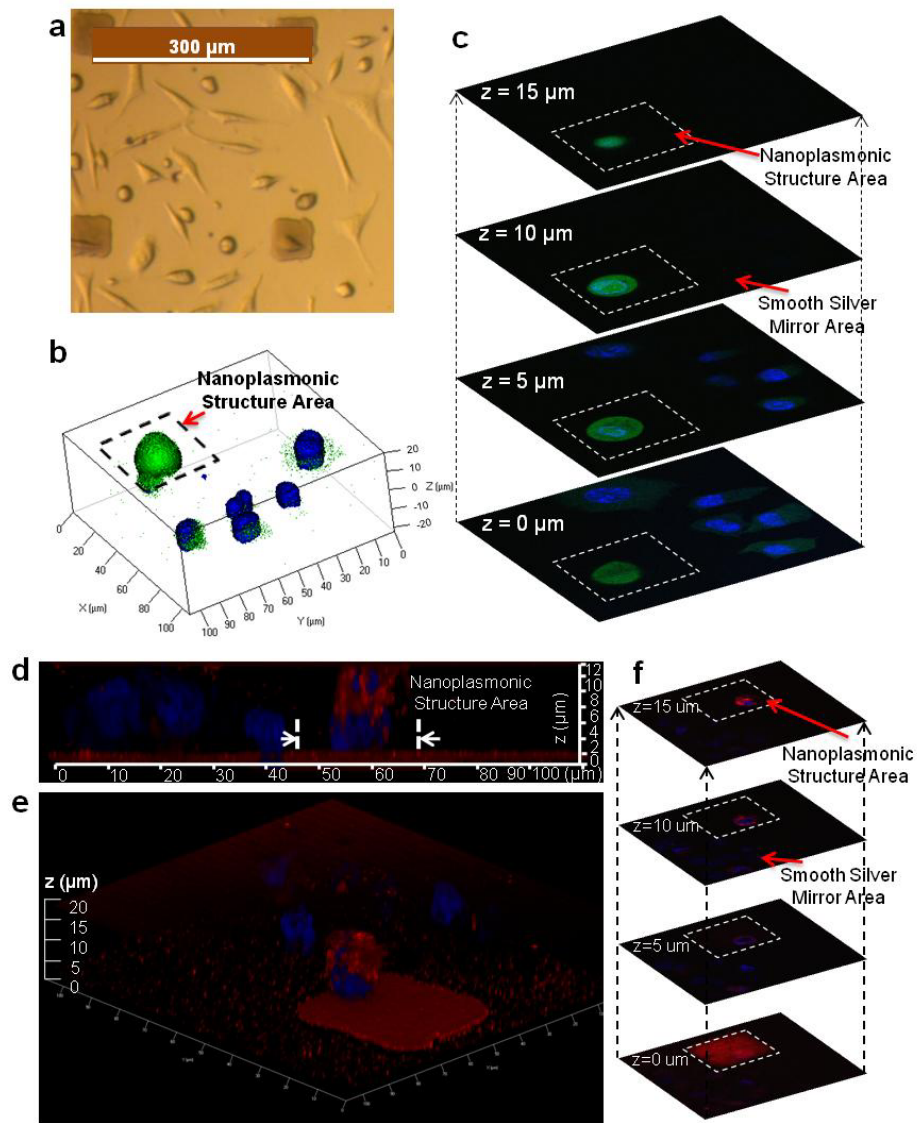 a
300 µm
b
Nanoplasmonic
Structure Area
20
10
0
-10
-20
Z [µm]
0
20
40
60
80
100
X [µm]
100
90
80
70
60
50
40
30
20
10
0
Y [µm]
c
z = 15 µm
Nanoplasmonic
Structure Area
z = 10 µm
Smooth Silver
Mirror Area
z = 5 µm
z = 0 µm
d
Nanoplasmonic
Structure Area
12
10
8
6
4
2
0
z (µm)
0 10 20 30 40 50 60 70 80 90 100 (µm)
e
z (µm)
20
15
10
5
0
f
z=15 um
Nanoplasmonic
Structure Area
z=10 um
Smooth Silver
Mirror Area
z=5 um
z=0 um